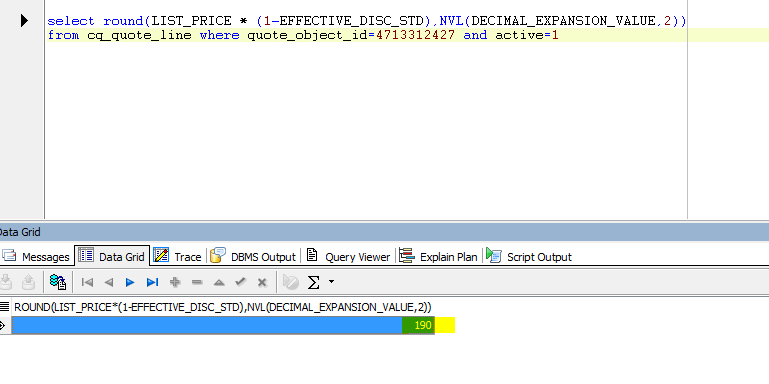 select round(LIST_PRICE * (1-EFFECTIVE_DISC_STD),NVL(DECIMAL_EXPANSION_VALUE,2))
from cq_quote_line where quote_object_id=4713312427 and active=1
Data Grid
Messages Data Grid Trace DBMS Output Query Viewer Explain Plan Script Output
ROUND(LIST_PRICE*(1-EFFECTIVE_DISC_STD),NVL(DECIMAL_EXPANSION_VALUE,2))
190